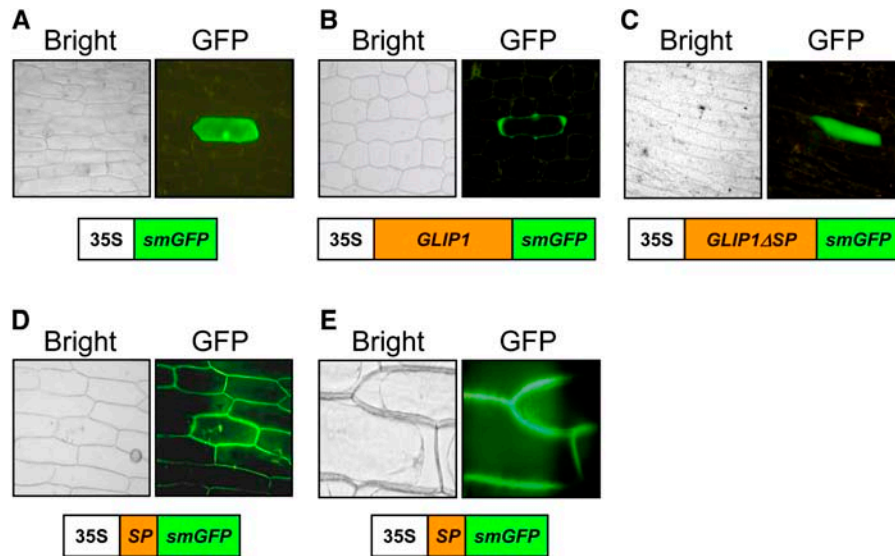 A
Bright GFP
35S smGFP
B
Bright GFP
35S GLIP1 smGFP
C
Bright GFP
35S GLIP1ΔSP smGFP
D
Bright GFP
35S SP smGFP
E
Bright GFP
35S SP smGFP